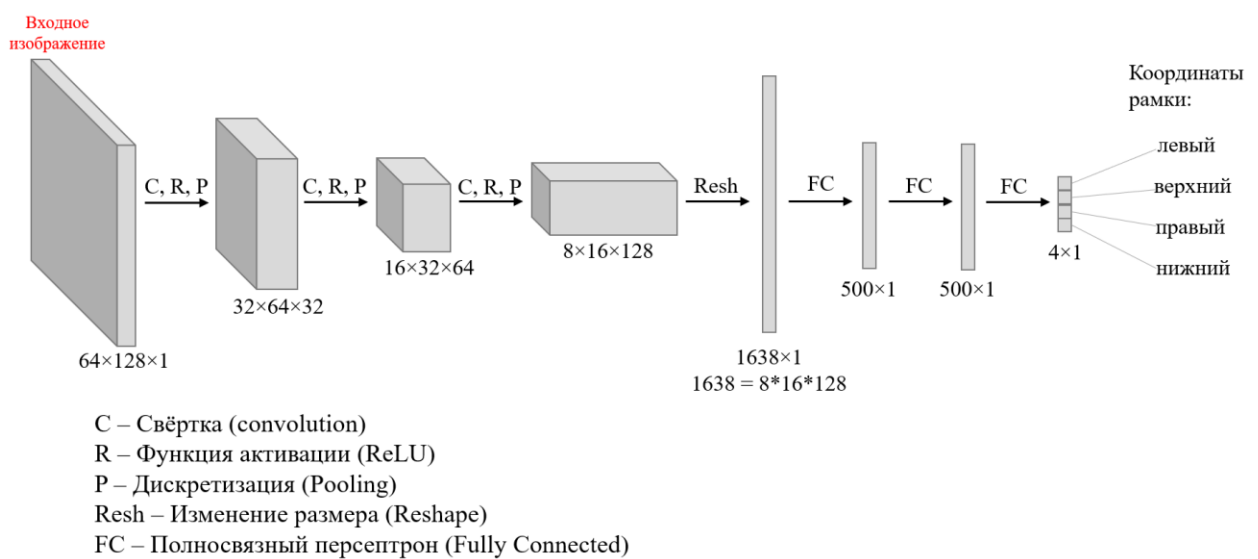 Входное
изображение
Координаты
рамки:
левый
верхний
правый
нижний
C, R, P
C, R, P
C, R, P
Resh
FC
FC
FC
64×128×1
32×64×32
16×32×64
8×16×128
1638×1
1638 = 8*16*128
500×1
500×1
4×1
C – Свёртка (convolution)
R – Функция активации (ReLU)
P – Дискретизация (Pooling)
Resh – Изменение размера (Reshape)
FC – Полносвязный персептрон (Fully Connected)